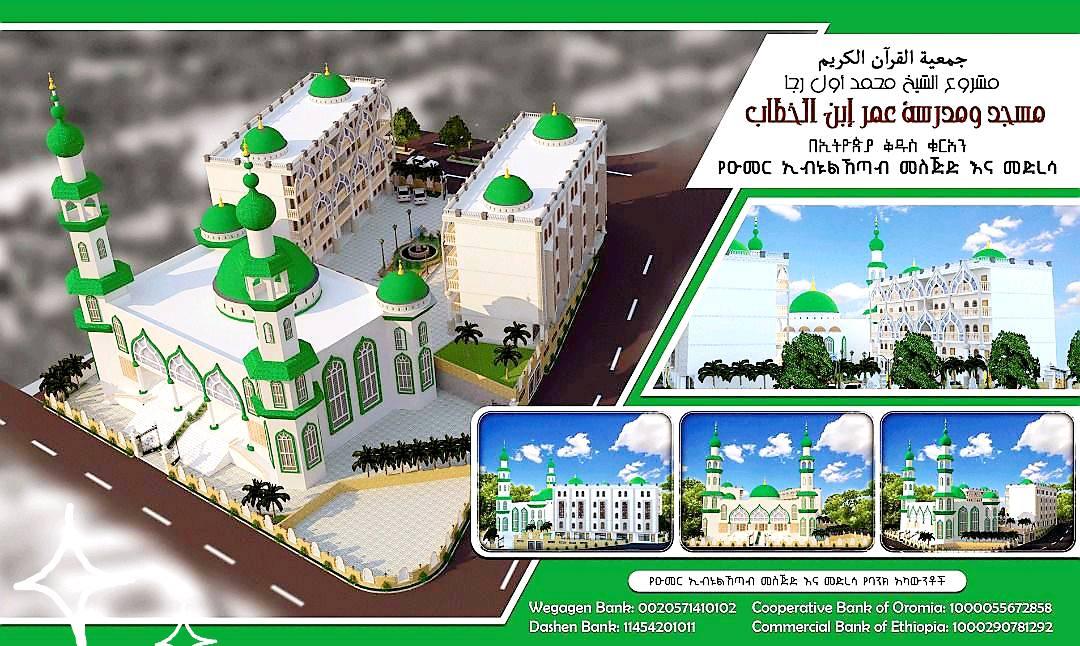 جمعية القرآن الكريم
مشروع الشيخ محمد أول رجا
مسجد ومدرسة عمر إبن الخطاب
በኢትዮጵያ ቅዱስ ቁርአን
የዑመር ኢብኑልኸጣብ መስጅድ እና መድረሳ
የዑመር ኢብኑልኸጣብ መስጅድ እና መድረሳ የባንክ አካውንቶች
Wegagen Bank: 0020571410102 Cooperative Bank of Oromia: 1000055672858
Dashen Bank: 11454201011 Commercial Bank of Ethiopia: 1000290781292